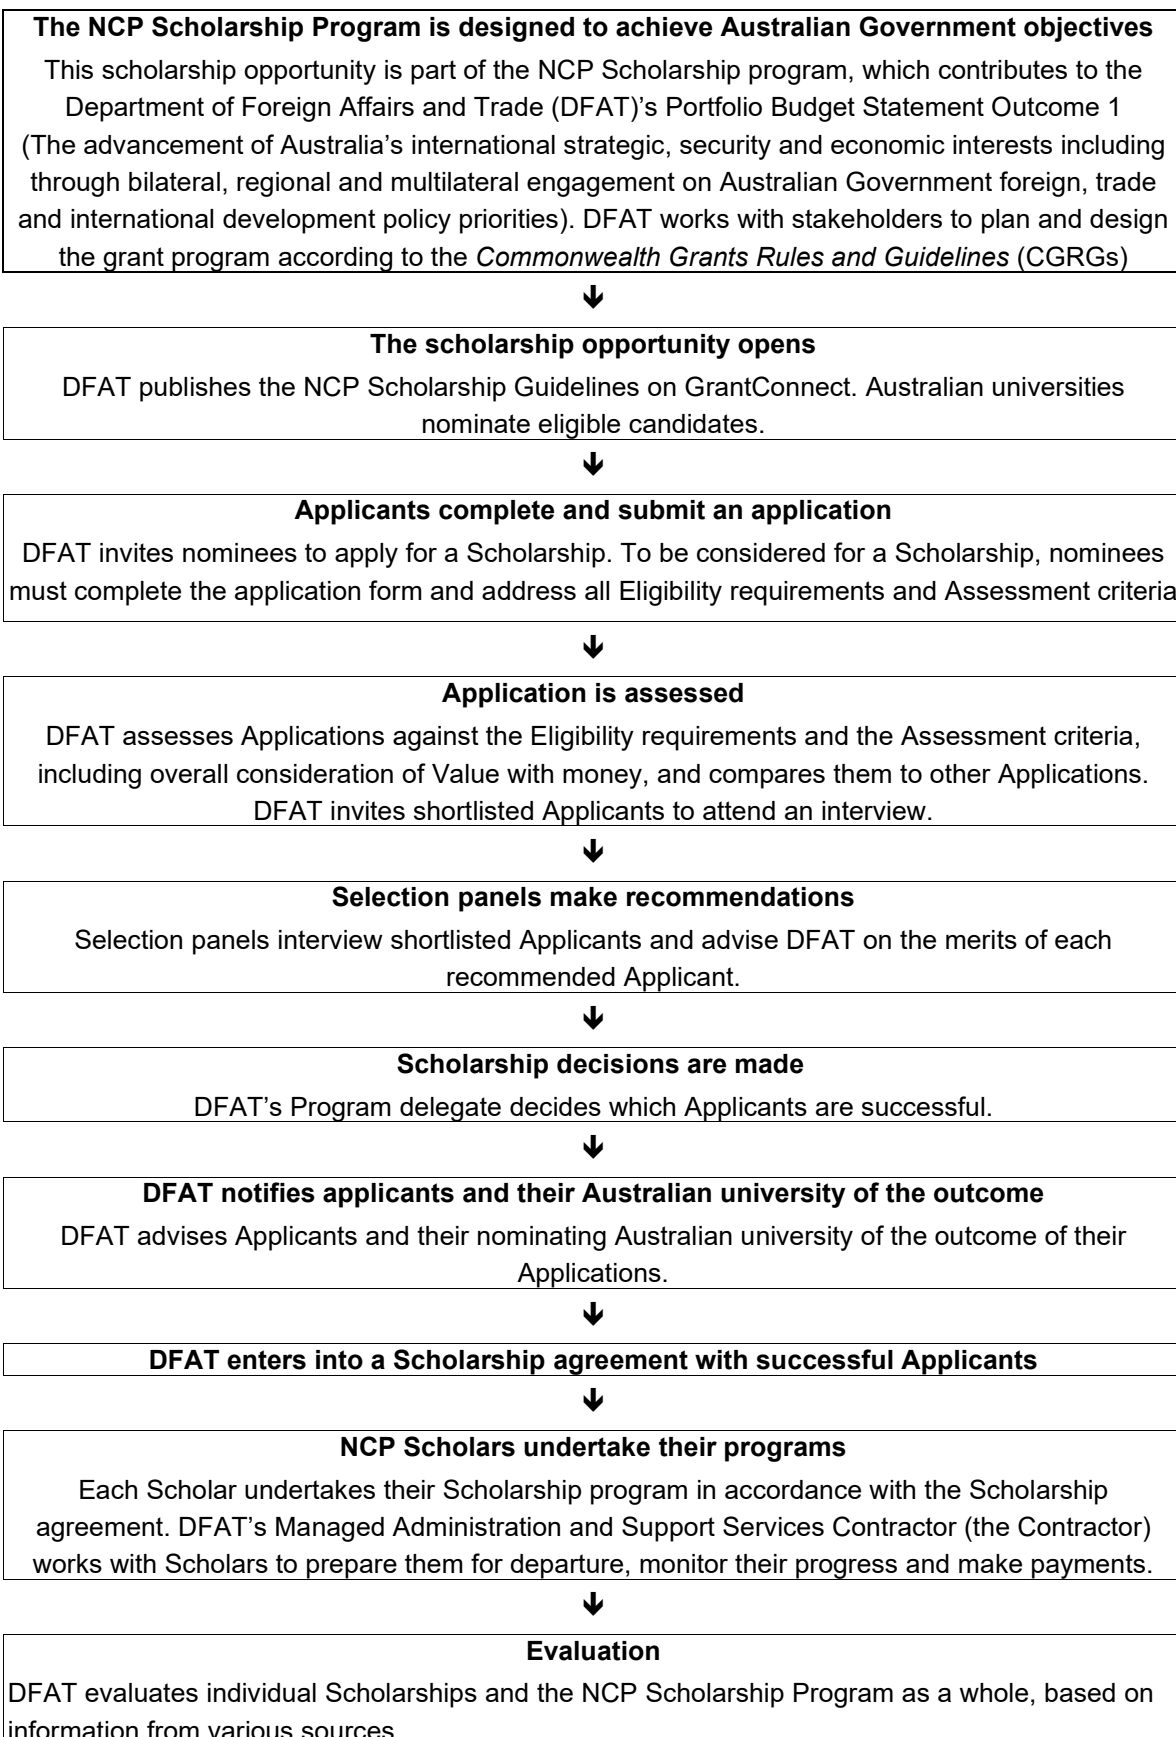 The NCP Scholarship Program is designed to achieve Australian Government objectives
This scholarship opportunity is part of the NCP Scholarship program, which contributes to the
Department of Foreign Affairs and Trade (DFAT)'s Portfolio Budget Statement Outcome 1
(The advancement of Australia's international strategic, security and economic interests including
through bilateral, regional and multilateral engagement on Australian Government foreign, trade
and international development policy priorities). DFAT works with stakeholders to plan and design
the grant program according to the Commonwealth Grants Rules and Guidelines (CGRGs)
The scholarship opportunity opens
DFAT publishes the NCP Scholarship Guidelines on GrantConnect. Australian universities
nominate eligible candidates.
Applicants complete and submit an application
DFAT invites nominees to apply for a Scholarship. To be considered for a Scholarship, nominees
must complete the application form and address all Eligibility requirements and Assessment criteria
Application is assessed
DFAT assesses Applications against the Eligibility requirements and the Assessment criteria,
including overall consideration of Value with money, and compares them to other Applications.
DFAT invites shortlisted Applicants to attend an interview.
Selection panels make recommendations
Selection panels interview shortlisted Applicants and advise DFAT on the merits of each
recommended Applicant.
Scholarship decisions are made
DFAT's Program delegate decides which Applicants are successful.
DFAT notifies applicants and their Australian university of the outcome
DFAT advises Applicants and their nominating Australian university of the outcome of their
Applications.
DFAT enters into a Scholarship agreement with successful Applicants
NCP Scholars undertake their programs
Each Scholar undertakes their Scholarship program in accordance with the Scholarship
agreement. DFAT's Managed Administration and Support Services Contractor (the Contractor)
works with Scholars to prepare them for departure, monitor their progress and make payments.
Evaluation
DFAT evaluates individual Scholarships and the NCP Scholarship Program as a whole, based on
information from various sources